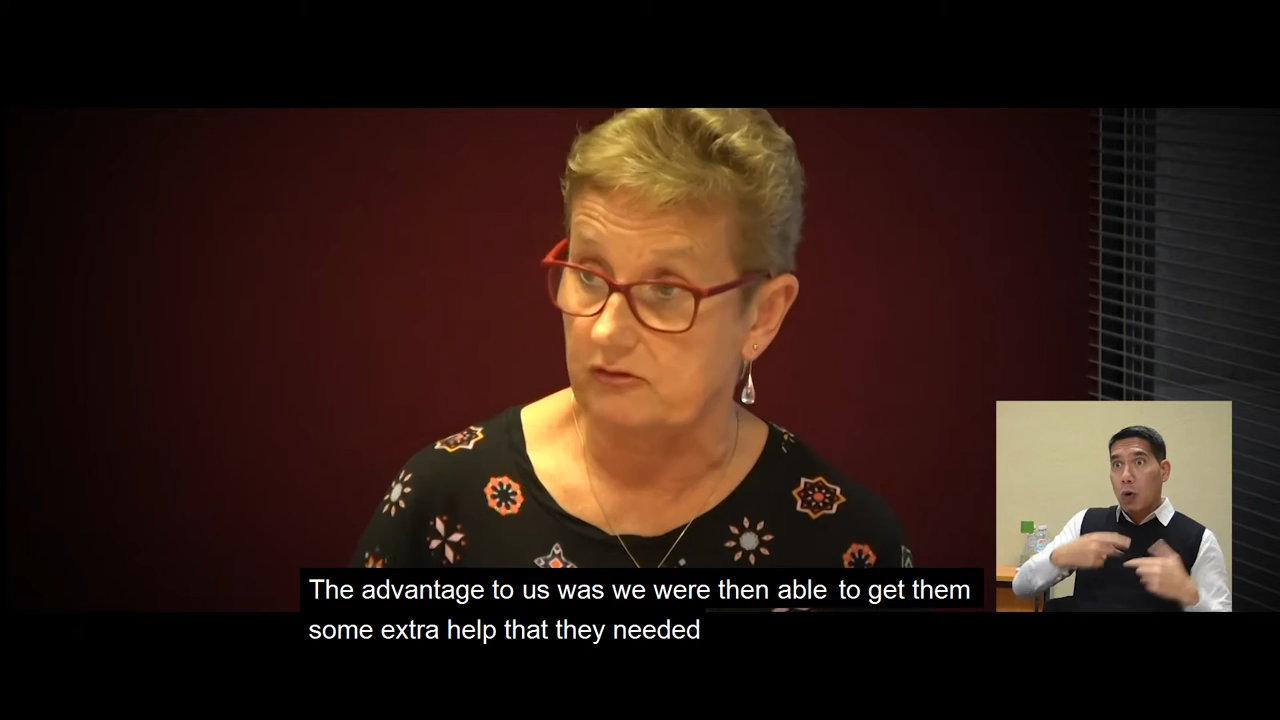 The advantage to us was we were then able to get them
some extra help that they needed